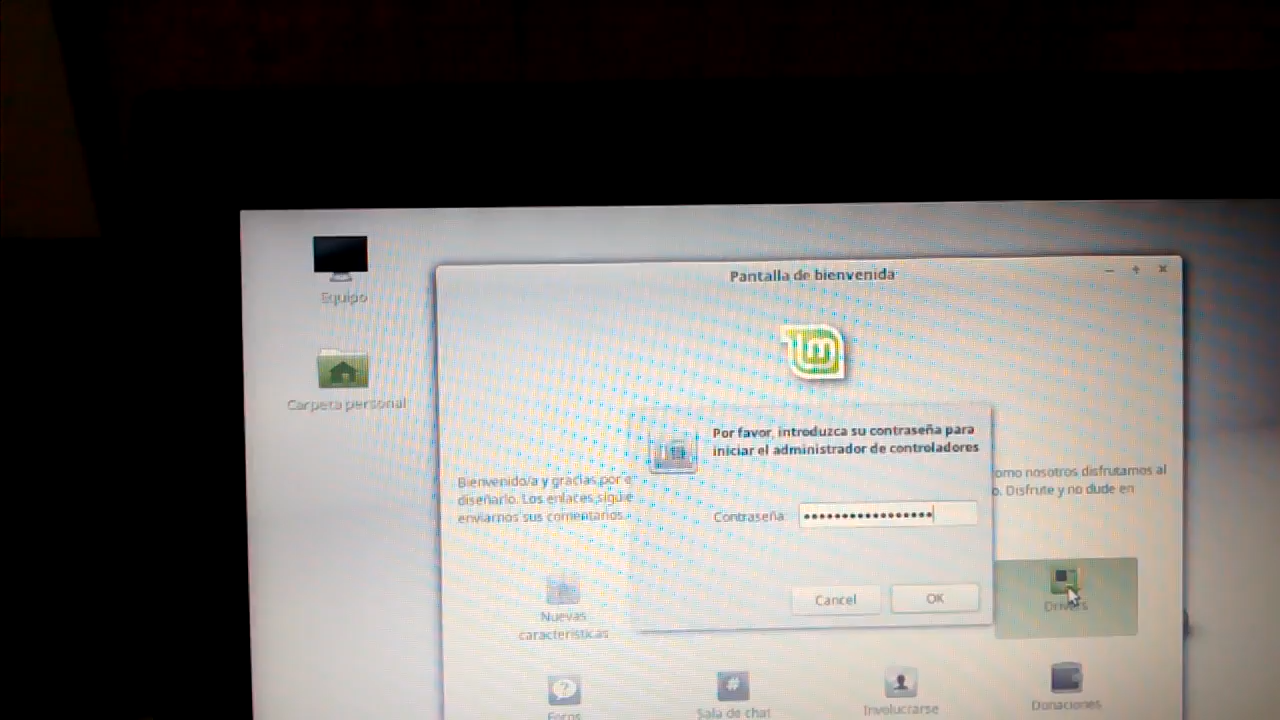 Pantalla de bienvenida
Equipo
Carpeta personal
Por favor, introduzca su contraseña para
iniciar el administrador de controladores
Bienvenido/a y gracias por e
diseñarlo. Los enlaces sigue
enviarnos sus comentarios.
omo nosotros disfrutamos al
o. Disfrute y no dude en
Contraseña:
Cancel
OK
Nuevas
características
Drivers
Foros
Sala de chat
Involucrarse
Donaciones